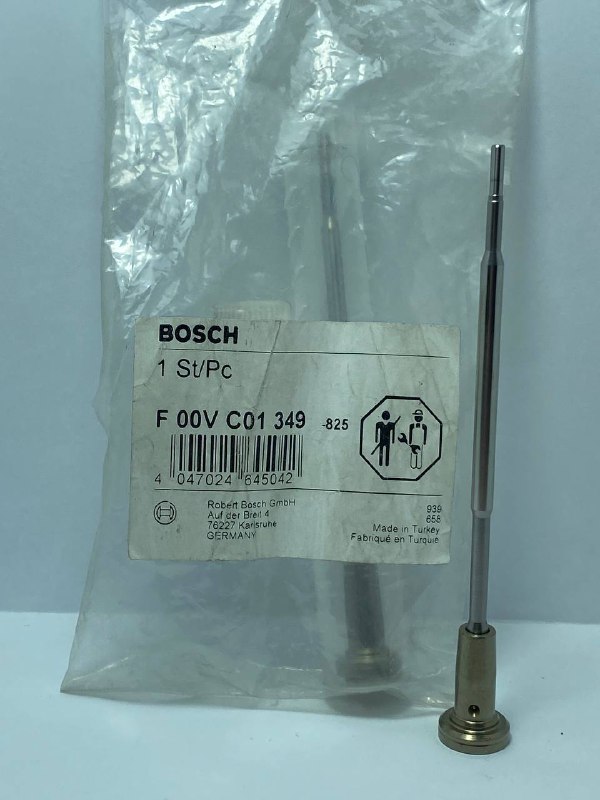 BOSCH
1 St/Pc
F 00V C01 349 -825
4 047024 645042
Robert Bosch GmbH
Auf der Breit 4
76227 Karlsruhe
GERMANY
939
658
Made in Turkey
Fabriqué en Turquie